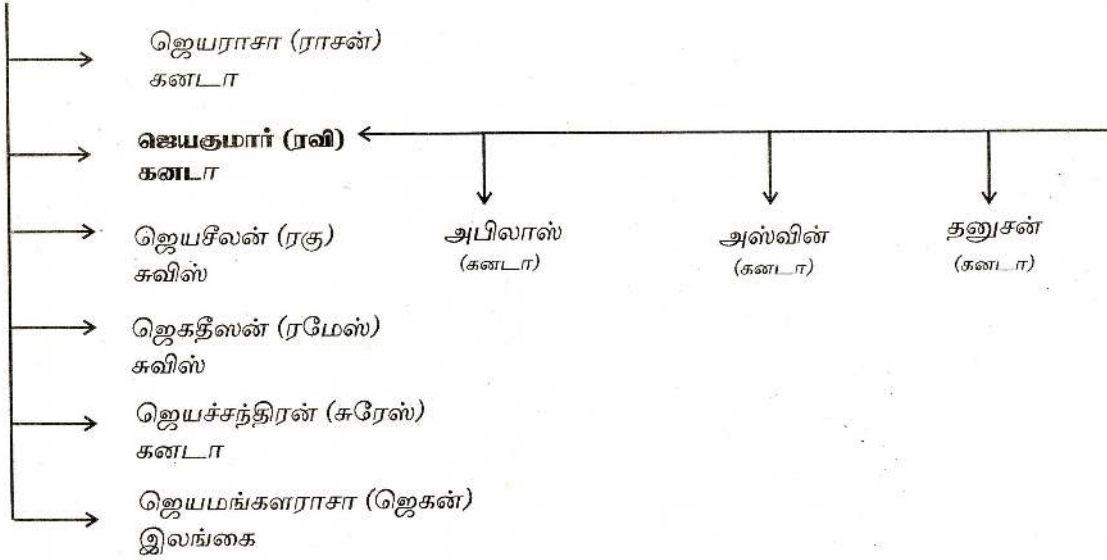 ஜெயராசா (ராசன்)
கனடா
ஜெயகுமார் (ரவி)
கனடா
ஜெயசீலன் (ரகு)
சுவிஸ்
அபிலாஸ்
(கனடா)
அஸ்வின்
(கனடா)
தனுசன்
(கனடா)
ஜெகதீஸன் (ரமேஸ்)
சுவிஸ்
ஜெயச்சந்திரன் (சுரேஸ்)
கனடா
ஜெயமங்களராசா (ஜெகன்)
இலங்கை